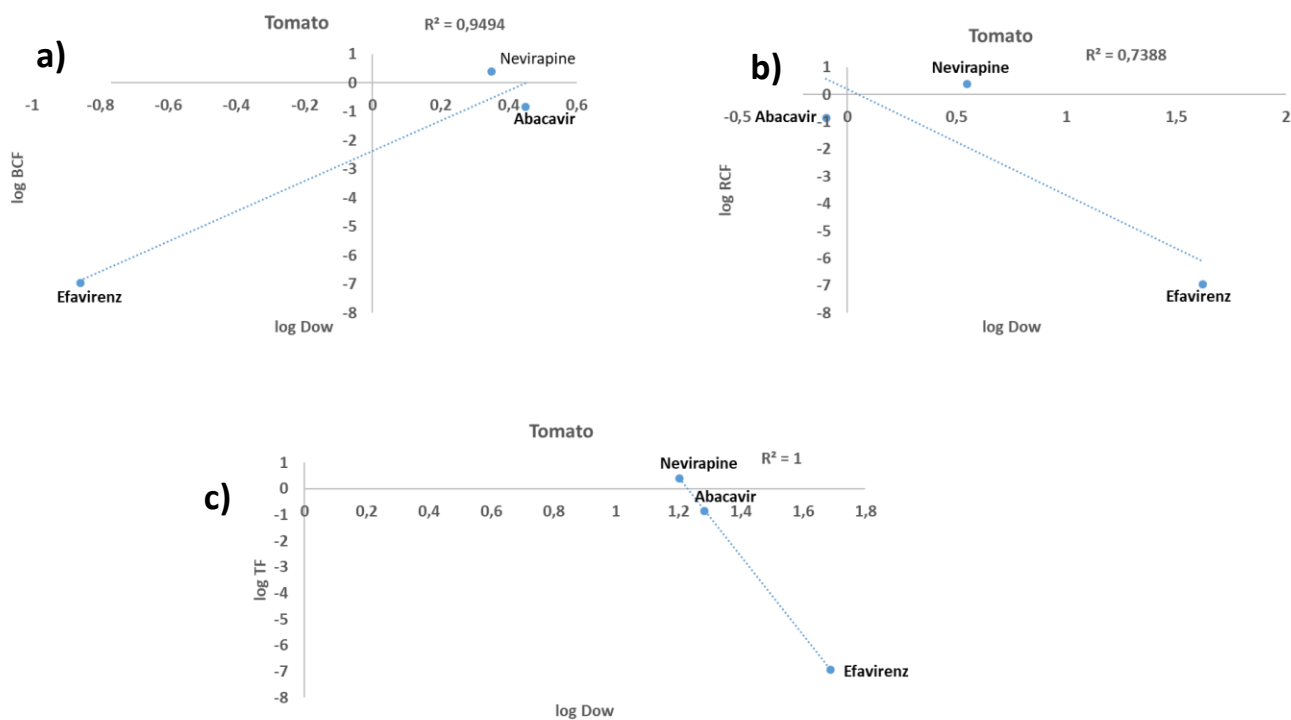 a)
Tomato
R² = 0,9494
1
0
-1
-2
-3
-4
-5
-6
-7
-8
-1 -0,8 -0,6 -0,4 -0,2 0 0,2 0,4 0,6
Nevirapine
Abacavir
Efavirenz
log BCF
log Dow
b)
Tomato
R² = 0,7388
1
0
-1
-2
-3
-4
-5
-6
-7
-8
-0,5 0 0,5 1 1,5 2
Nevirapine
Abacavir
Efavirenz
log RCF
log Dow
c)
Tomato
R² = 1
1
0
-1
-2
-3
-4
-5
-6
-7
-8
0 0,2 0,4 0,6 0,8 1 1,2 1,4 1,6 1,8
Nevirapine
Abacavir
Efavirenz
log TF
log Dow